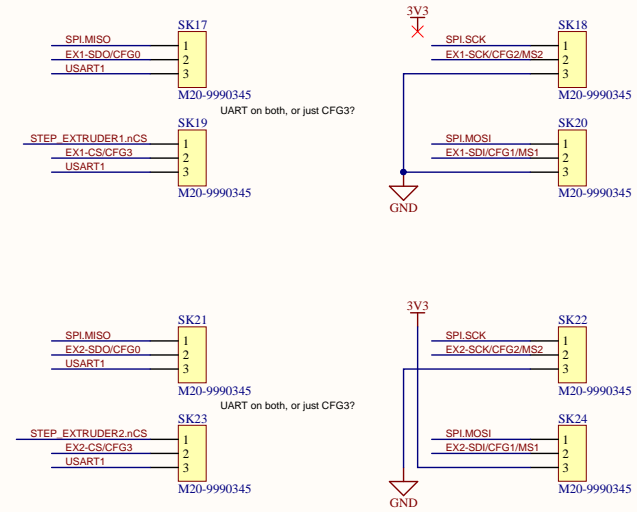 SK17
SPI.MISO
1
EX1-SDO/CFG0
2
USART1
3
M20-9990345
UART on both, or just CFG3?
SK19
STEP_EXTRUDER1.nCS
1
EX1-CS/CFG3
2
USART1
3
M20-9990345
3V3
SK18
SPI.SCK
1
EX1-SCK/CFG2/MS2
2
3
M20-9990345
SK20
SPI.MOSI
1
EX1-SDI/CFG1/MS1
2
3
M20-9990345
GND
SK21
SPI.MISO
1
EX2-SDO/CFG0
2
USART1
3
M20-9990345
UART on both, or just CFG3?
SK23
STEP_EXTRUDER2.nCS
1
EX2-CS/CFG3
2
USART1
3
M20-9990345
3V3
SK22
SPI.SCK
1
EX2-SCK/CFG2/MS2
2
3
M20-9990345
SK24
SPI.MOSI
1
EX2-SDI/CFG1/MS1
2
3
M20-9990345
GND